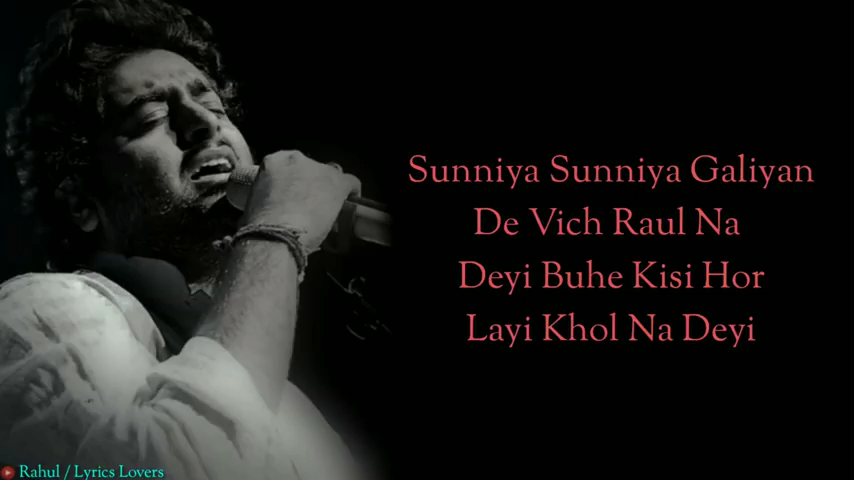 Sunniya Sunniya Galiyan
De Vich Raul Na
Deyi Buhe Kisi Hor
Layi Khol Na Deyi
Rahul / Lyrics Lovers